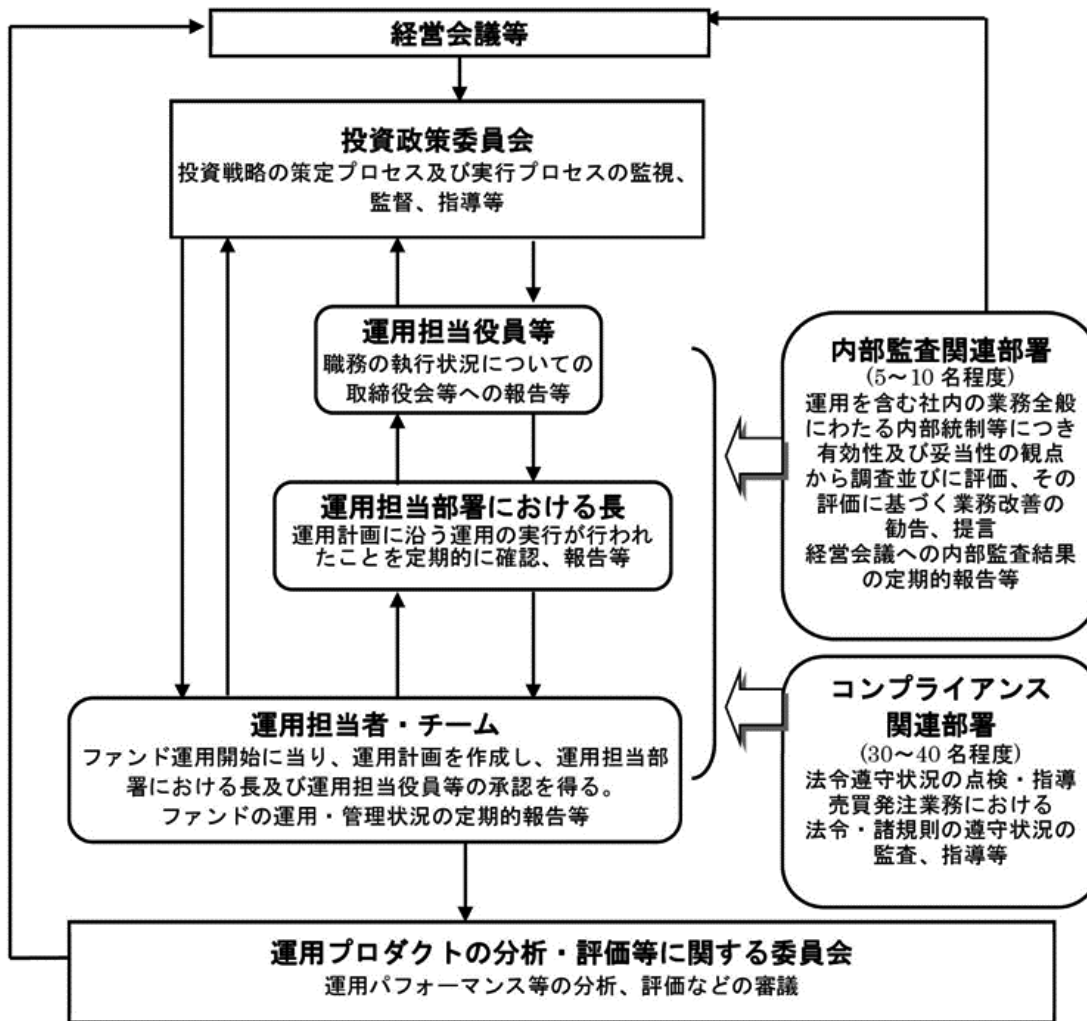 経営会議等
投資政策委員会
投資戦略の策定プロセス及び実行プロセスの監視、
監督、指導等
運用担当役員等
職務の執行状況についての
取締役会等への報告等
運用担当部署における長
運用計画に沿う運用の実行が行われ
たことを定期的に確認、報告等
運用担当者・チーム
ファンド運用開始に当り、運用計画を作成し、運用担当部
署における長及び運用担当役員等の承認を得る。
ファンドの運用・管理状況の定期的報告等
内部監査関連部署
(5～10 名程度)
運用を含む社内の業務全般
にわたる内部統制等につき
有効性及び妥当性の観点
から調査並びに評価、その
評価に基づく業務改善の
勧告、提言
経営会議への内部監査結果
の定期的報告等
コンプライアンス
関連部署
(30～40 名程度)
法令遵守状況の点検・指導
売買発注業務における
法令・諸規則の遵守状況の
監査、指導等
運用プロダクトの分析・評価等に関する委員会
運用パフォーマンス等の分析、評価などの審議